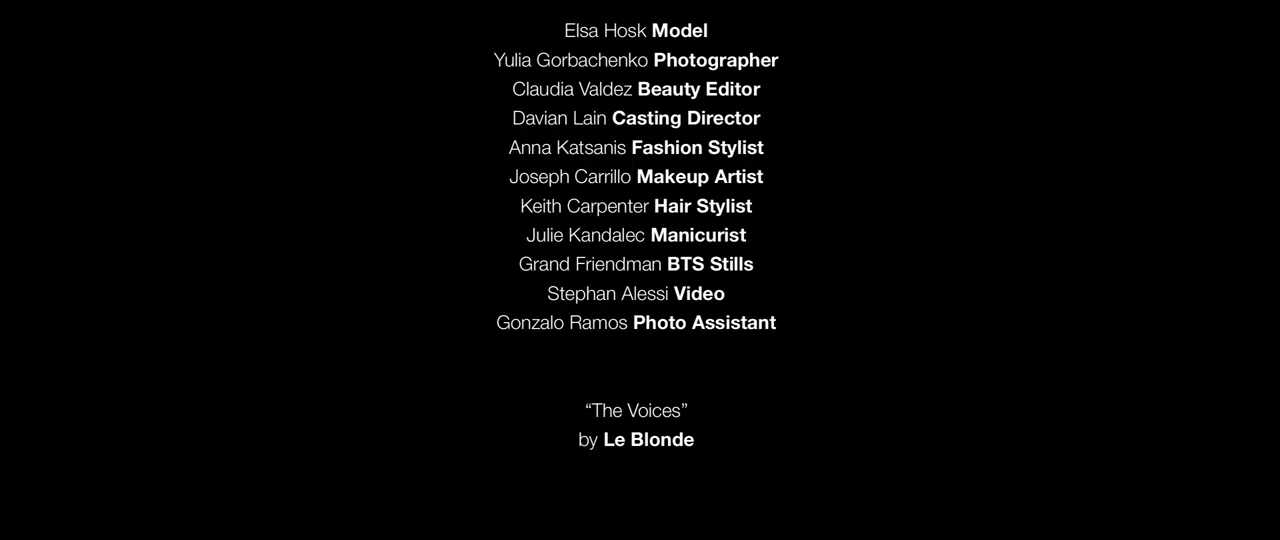 Elsa Hosk Model
Yulia Gorbachenko Photographer
Claudia Valdez Beauty Editor
Davian Lain Casting Director
Anna Katsanis Fashion Stylist
Joseph Carrillo Makeup Artist
Keith Carpenter Hair Stylist
Julie Kandalec Manicurist
Grand Friendman BTS Stills
Stephan Alessi Video
Gonzalo Ramos Photo Assistant
“The Voices”
by Le Blonde